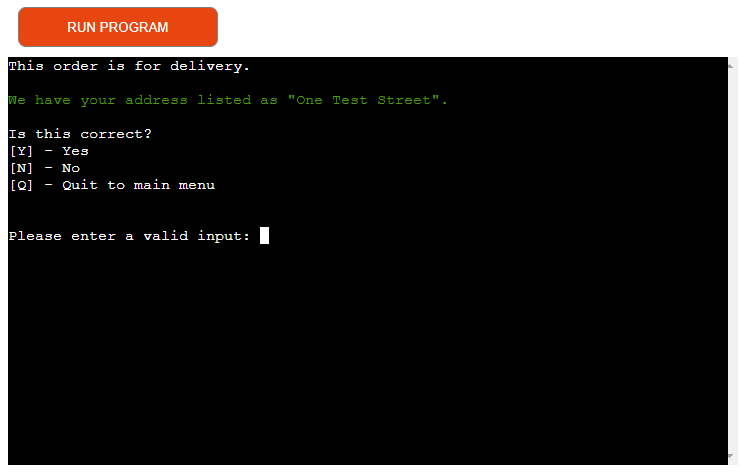 RUN PROGRAM
This order is for delivery.
We have your address listed as "One Test Street".
Is this correct?
[Y] - Yes
[N] - No
[Q] - Quit to main menu
Please enter a valid input: